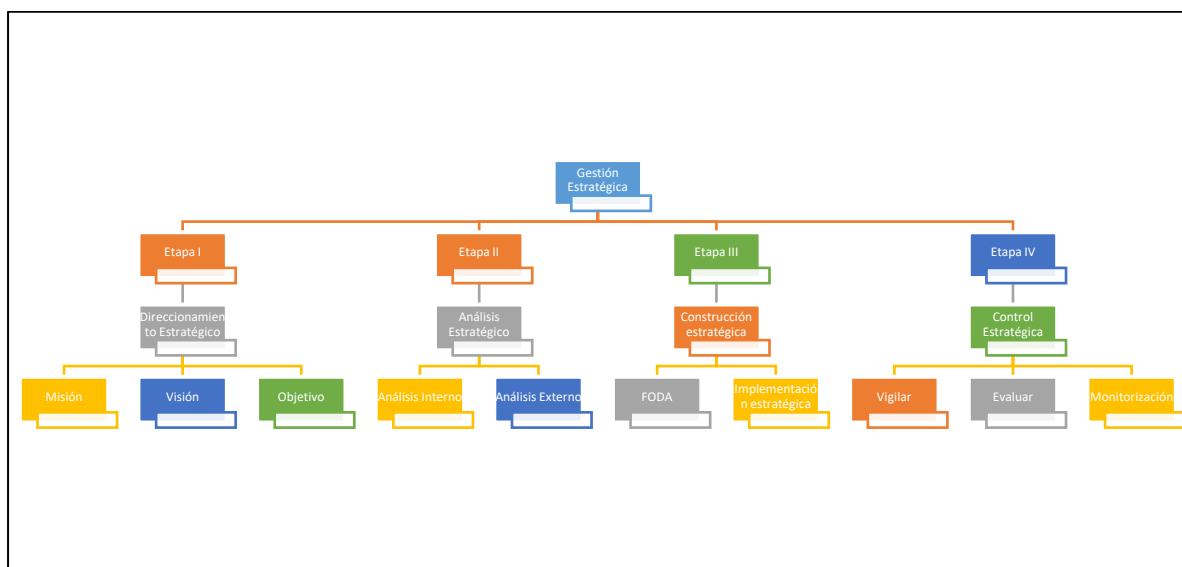 Gestión
Estratégica
Etapa I
Etapa II
Etapa III
Etapa IV
Direccionamien
to Estratégico
Análisis
Estratégico
Construcción
estratégica
Control
Estratégica
Misión
Visión
Objetivo
Análisis Interno
Análisis Externo
FODA
Implementació
n estratégica
Vigilar
Evaluar
Monitorización